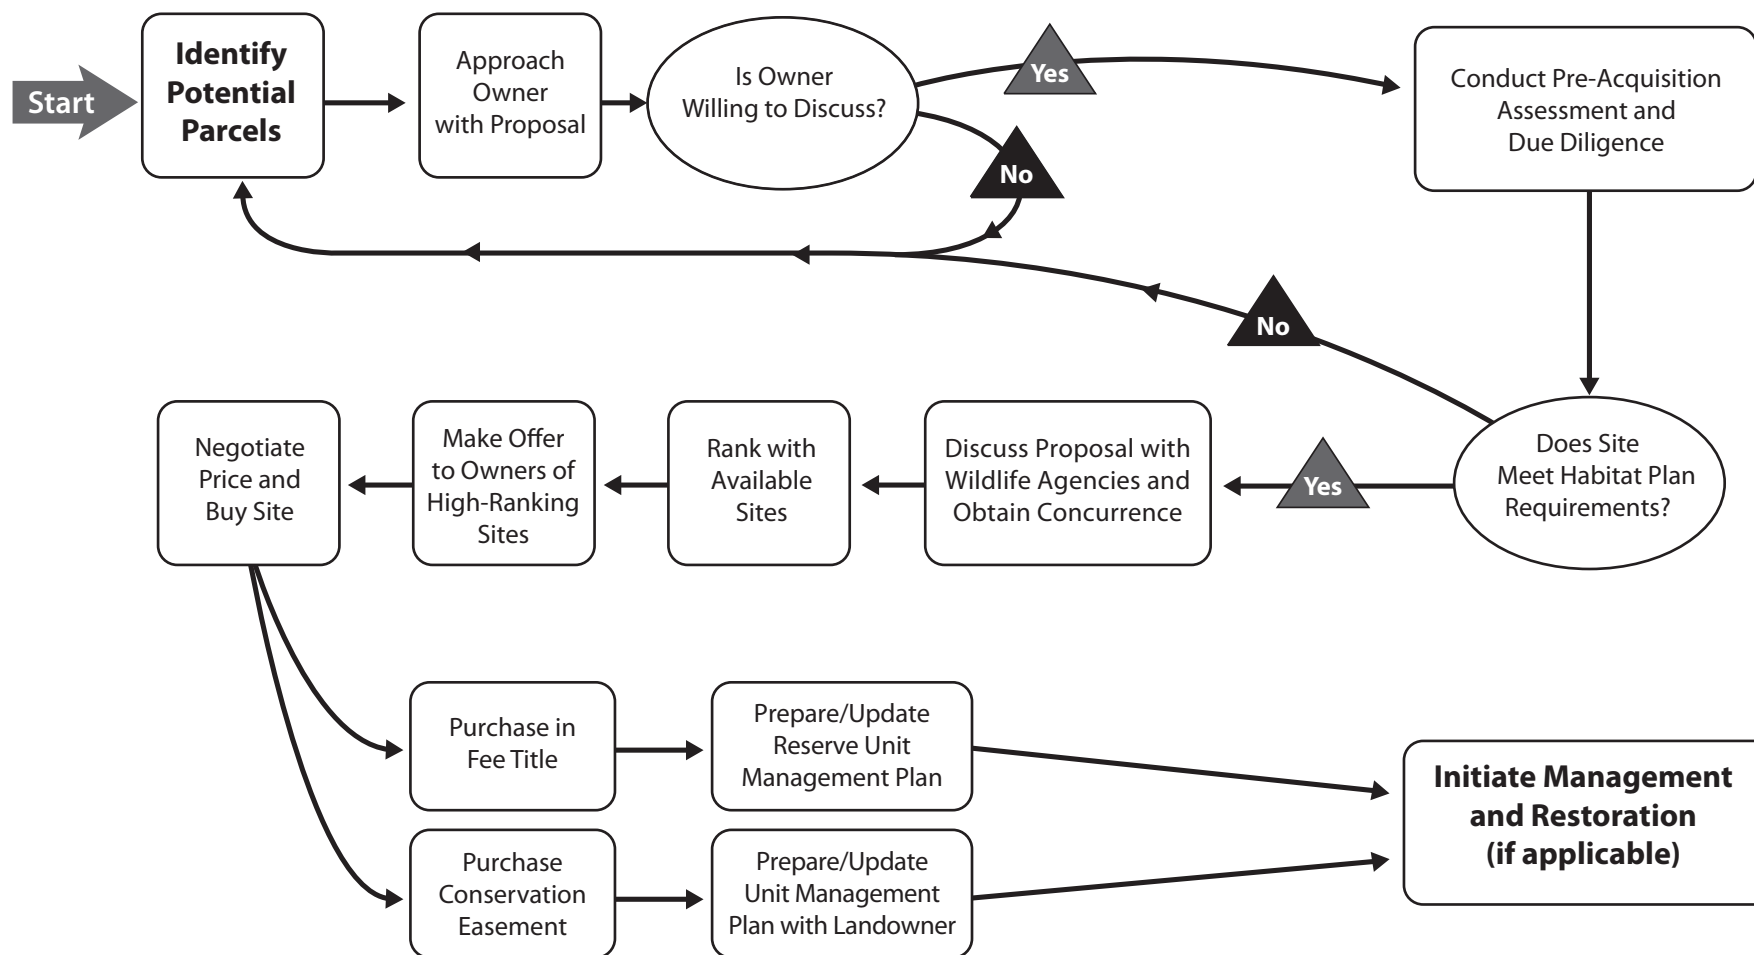 Start
Identify
Potential
Parcels
Approach
Owner
with Proposal
Is Owner
Willing to Discuss?
Yes
No
Conduct Pre-Acquisition
Assessment and
Due Diligence
No
Does Site
Meet Habitat Plan
Requirements?
Yes
Discuss Proposal with
Wildlife Agencies and
Obtain Concurrence
Rank with
Available
Sites
Make Offer
to Owners of
High-Ranking
Sites
Negotiate
Price and
Buy Site
Purchase in
Fee Title
Prepare/Update
Reserve Unit
Management Plan
Purchase
Conservation
Easement
Prepare/Update
Unit Management
Plan with Landowner
Initiate Management
and Restoration
(if applicable)